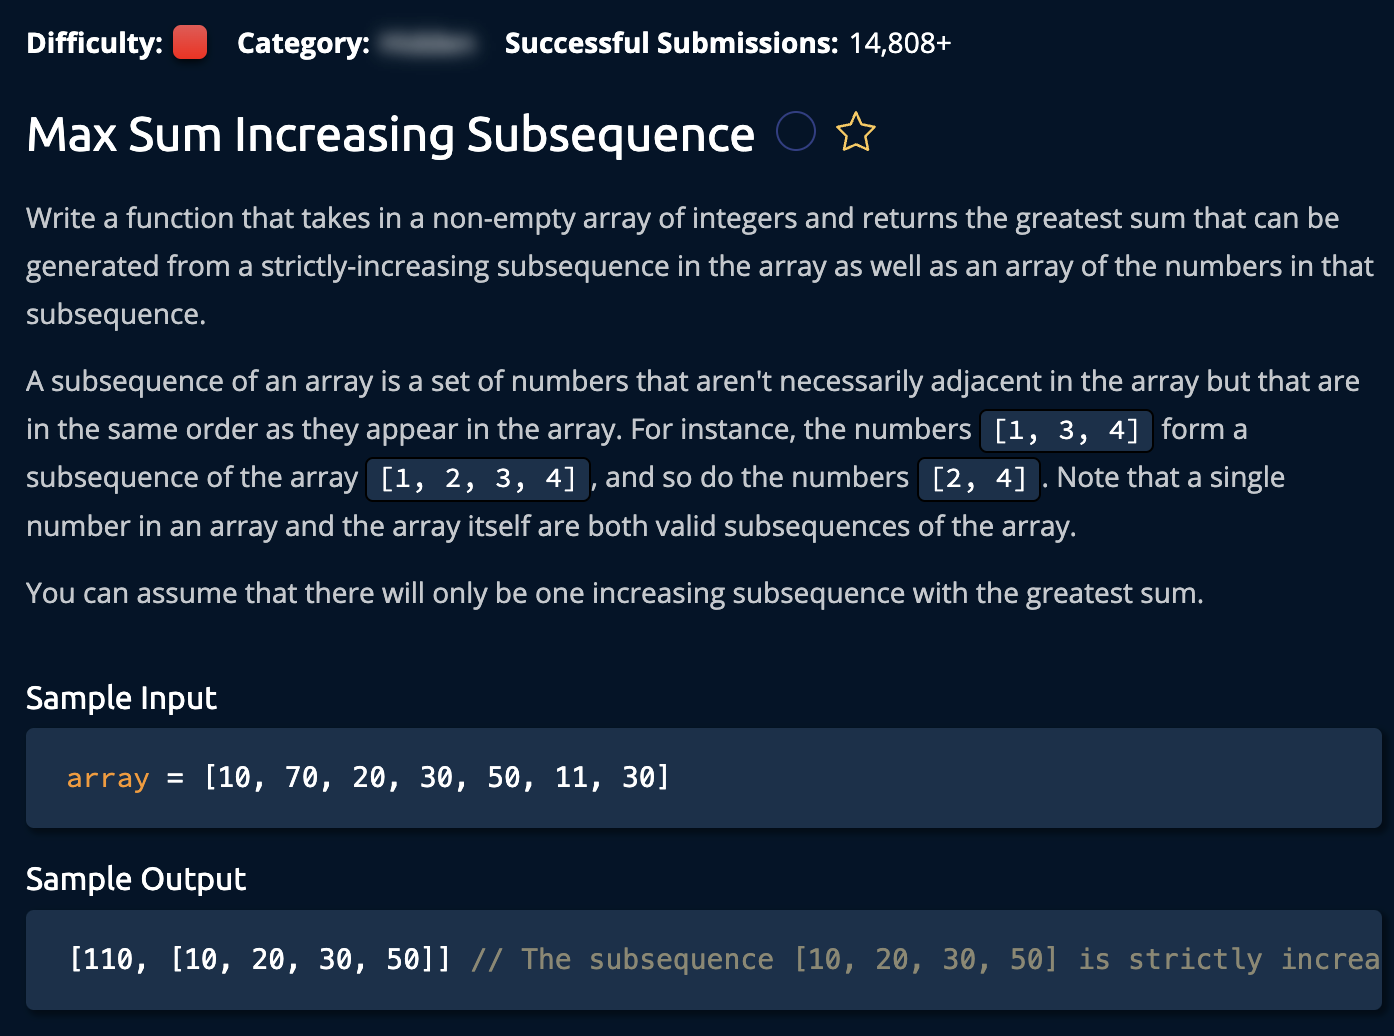 Difficulty: Category: Successful Submissions: 14,808+
Max Sum Increasing Subsequence
Write a function that takes in a non-empty array of integers and returns the greatest sum that can be
generated from a strictly-increasing subsequence in the array as well as an array of the numbers in that
subsequence.
A subsequence of an array is a set of numbers that aren't necessarily adjacent in the array but that are
in the same order as they appear in the array. For instance, the numbers [1, 3, 4] form a
subsequence of the array [1, 2, 3, 4], and so do the numbers [2, 4]. Note that a single
number in an array and the array itself are both valid subsequences of the array.
You can assume that there will only be one increasing subsequence with the greatest sum.
Sample Input
array = [10, 70, 20, 30, 50, 11, 30]
Sample Output
[110, [10, 20, 30, 50]] // The subsequence [10, 20, 30, 50] is strictly increa